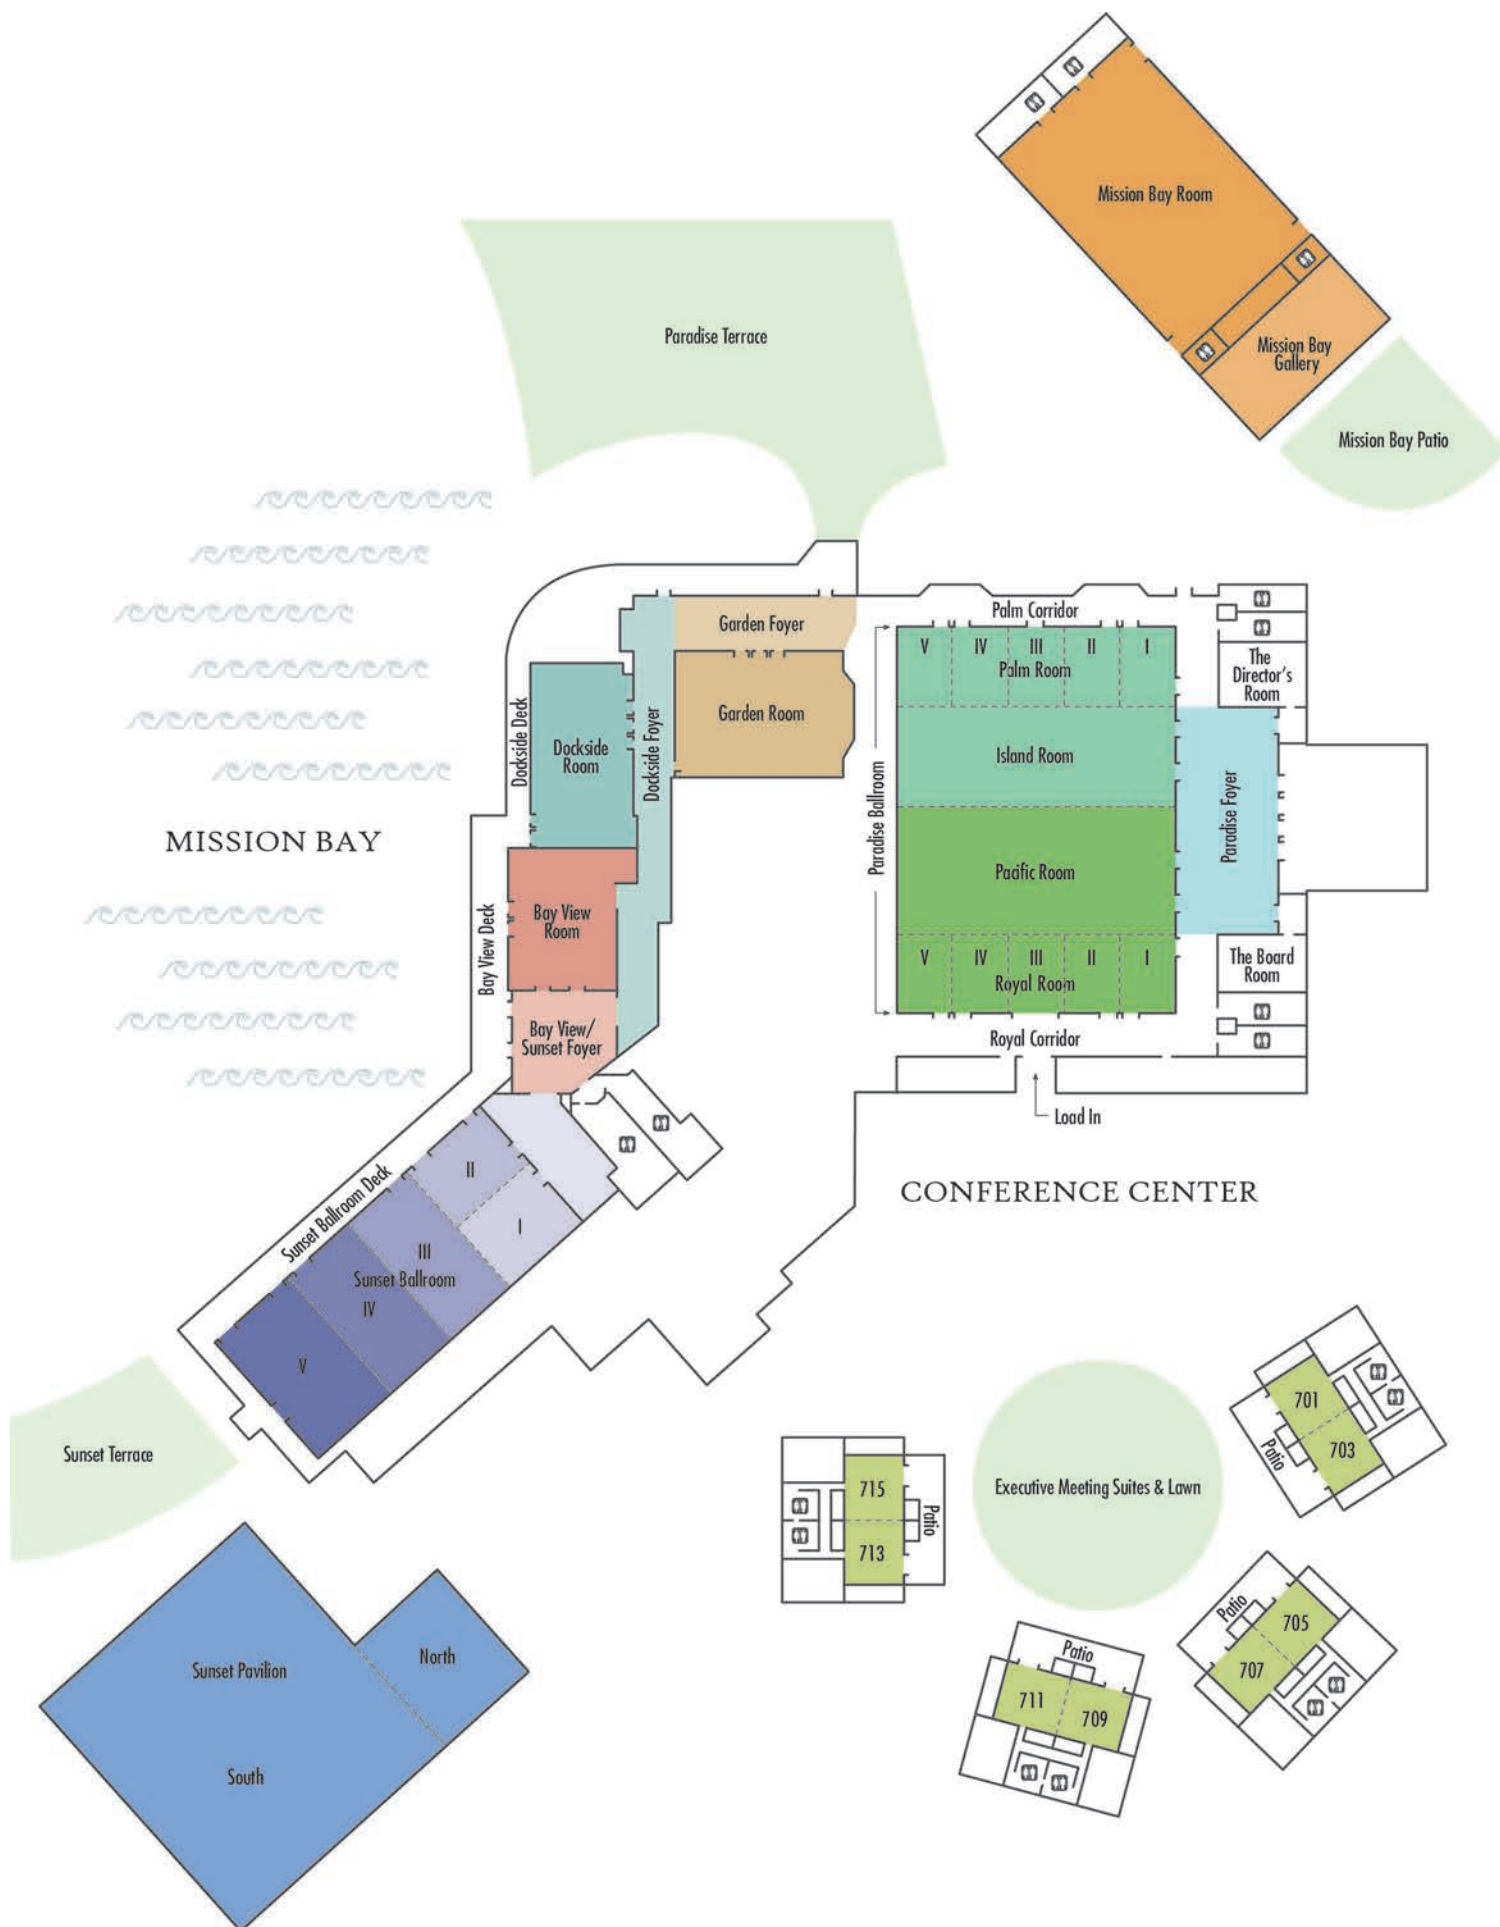 Mission Bay Room
Mission Bay
Gallery
Mission Bay Patio
Paradise Terrace
MISSION BAY
Garden Foyer
Garden Room
Dockside Deck
Dockside
Room
Dockside Foyer
Bay View Deck
Bay View
Room
Bay View/
Sunset Foyer
Palm Corridor
V
IV
III
II
I
Palm Room
The
Director's
Room
Island Room
Paradise Ballroom
Paradise Foyer
Pacific Room
V
IV
III
II
I
Royal Room
The Board
Room
Royal Corridor
Load In
CONFERENCE CENTER
Sunset Ballroom Deck
II
I
III
Sunset Ballroom
IV
V
Sunset Terrace
Sunset Pavilion
North
South
Executive Meeting Suites & Lawn
701
703
Patio
715
713
Patio
705
707
Patio
Patio
711
709